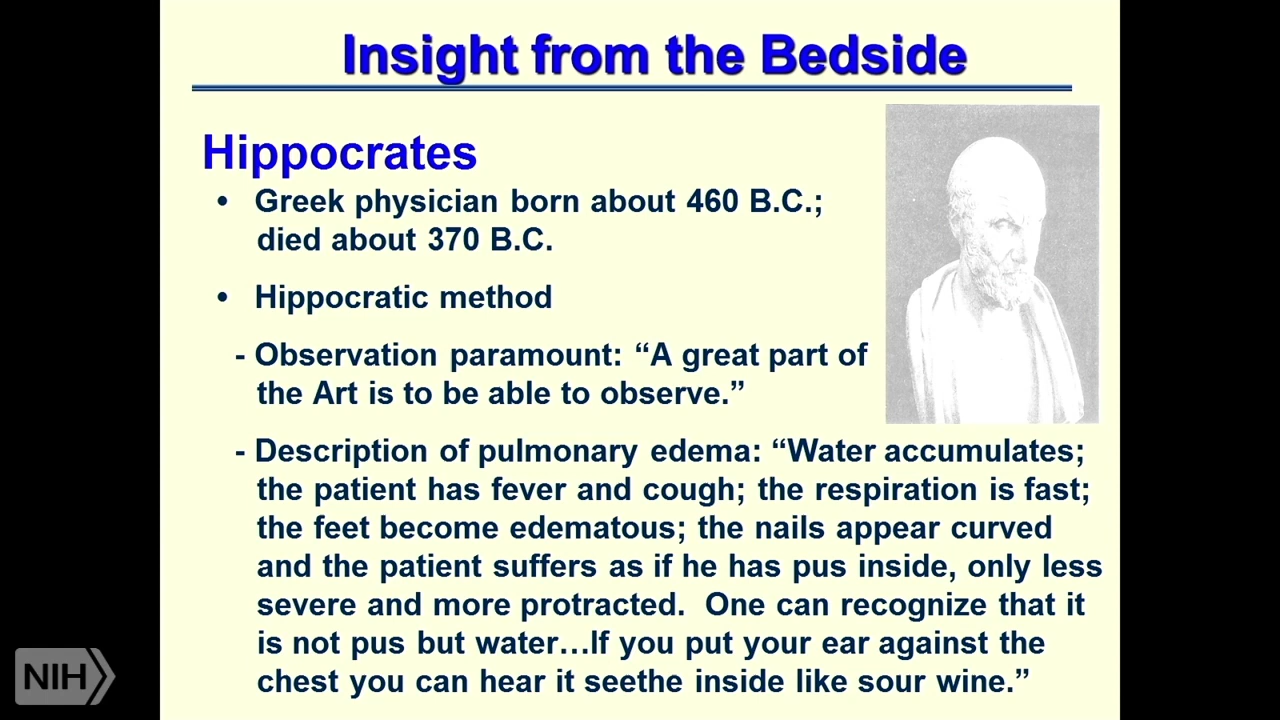 Insight from the Bedside
Hippocrates
• Greek physician born about 460 B.C.;
died about 370 B.C.
• Hippocratic method
- Observation paramount: “A great part of
the Art is to be able to observe.”
- Description of pulmonary edema: “Water accumulates;
the patient has fever and cough; the respiration is fast;
the feet become edematous; the nails appear curved
and the patient suffers as if he has pus inside, only less
severe and more protracted.  One can recognize that it
is not pus but water…If you put your ear against the
chest you can hear it seethe inside like sour wine.”
NIH